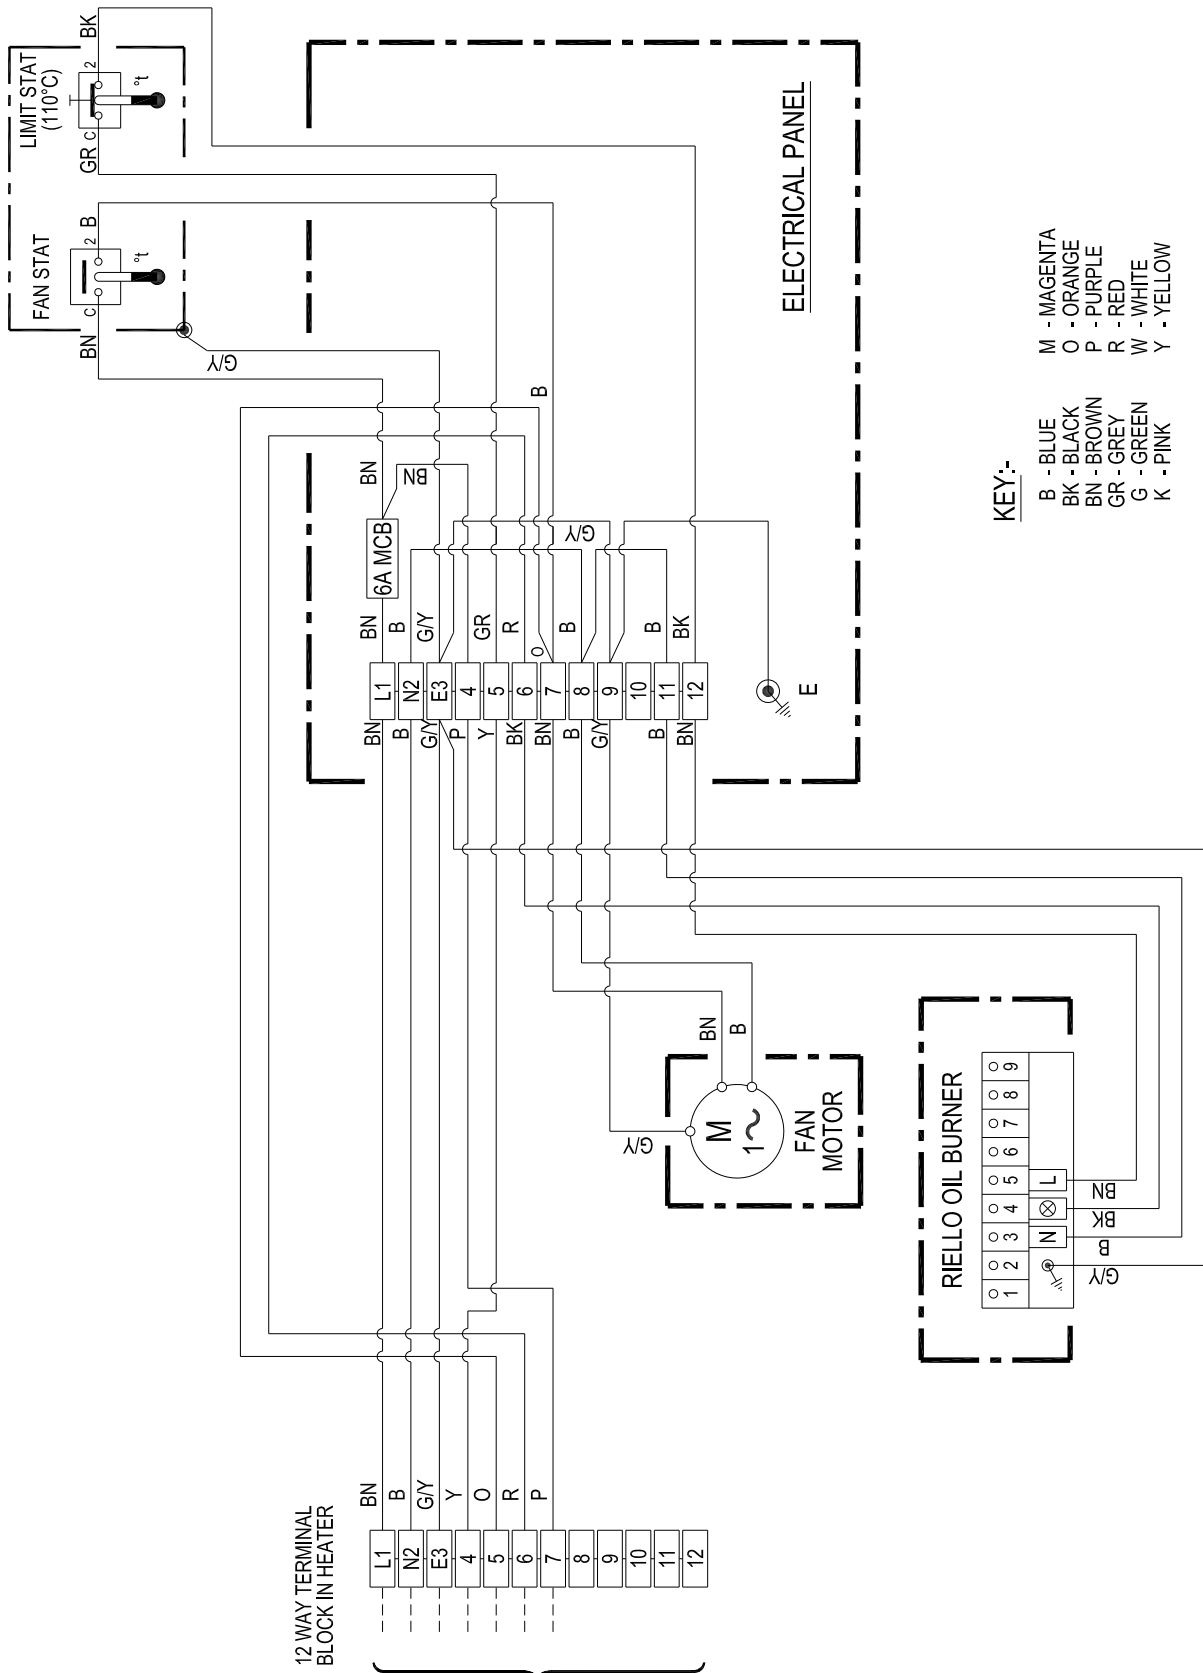 LIMIT STAT
(110°C)
GR
C
2
BK
°t
FAN STAT
BN
C
2
B
°t
G/Y
ELECTRICAL PANEL
B
BN
BN
6A MCB
G/Y
BN
B
G/Y
GR
R
O
B
B
BK
L1
N2
E3
4
5
6
7
8
9
10
11
12
BN
B
G/Y
P
Y
BK
BN
B
G/Y
B
BN
E
KEY:-
B - BLUE
BK - BLACK
BN - BROWN
GR - GREY
G - GREEN
K - PINK
M - MAGENTA
O - ORANGE
P - PURPLE
R - RED
W - WHITE
Y - YELLOW
BN
B
G/Y
M
1~
FAN
MOTOR
RIELLO OIL BURNER
1 2 3 4 5 6 7 8 9
N
L
G/Y
B
BK
BN
12 WAY TERMINAL
BLOCK IN HEATER
BN
B
G/Y
Y
O
R
P
L1
N2
E3
4
5
6
7
8
9
10
11
12